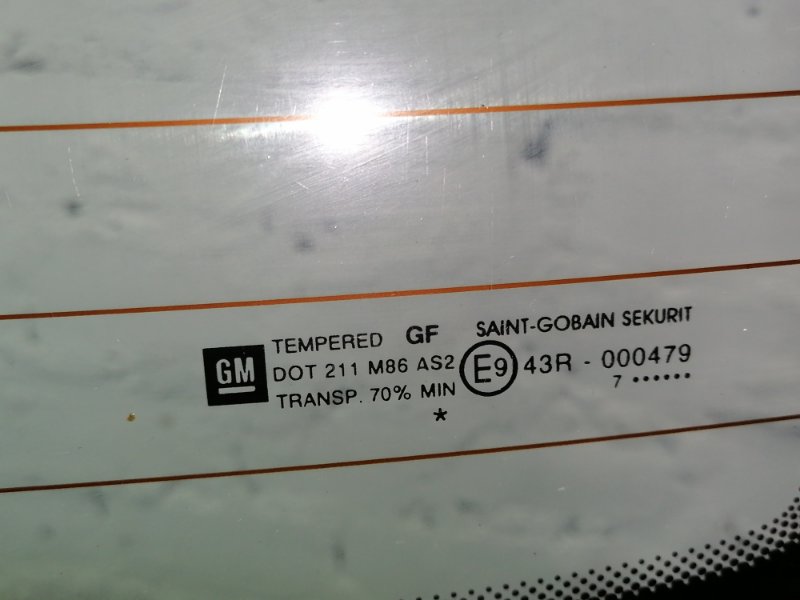 GM
TEMPERED GF
DOT 211 M86 AS2
TRANSP. 70% MIN
*
SAINT-GOBAIN SEKURIT
E9 43R - 000479
7 ••••••